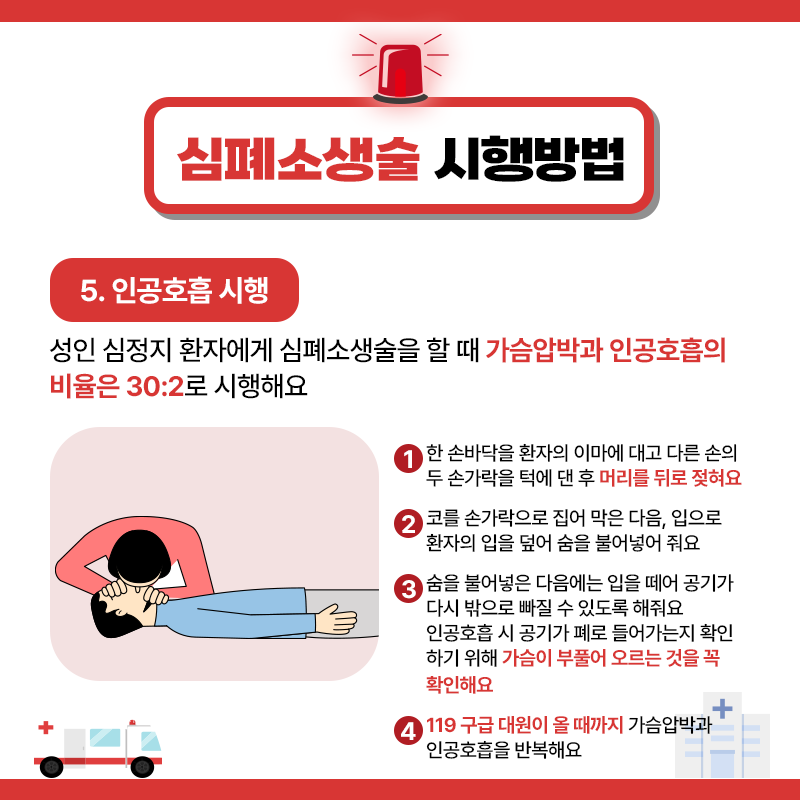 심폐소생술 시행방법
5. 인공호흡 시행
성인 심정지 환자에게 심폐소생술을 할 때 가슴압박과 인공호흡의
비율은 30:2로 시행해요
1 한 손바닥을 환자의 이마에 대고 다른 손의
두 손가락을 턱에 댄 후 머리를 뒤로 젖혀요
2 코를 손가락으로 집어 막은 다음, 입으로
환자의 입을 덮어 숨을 불어넣어 줘요
3 숨을 불어넣은 다음에는 입을 떼어 공기가
다시 밖으로 빠질 수 있도록 해줘요
인공호흡 시 공기가 폐로 들어가는지 확인
하기 위해 가슴이 부풀어 오르는 것을 꼭
확인해요
4 119 구급 대원이 올 때까지 가슴압박과
인공호흡을 반복해요